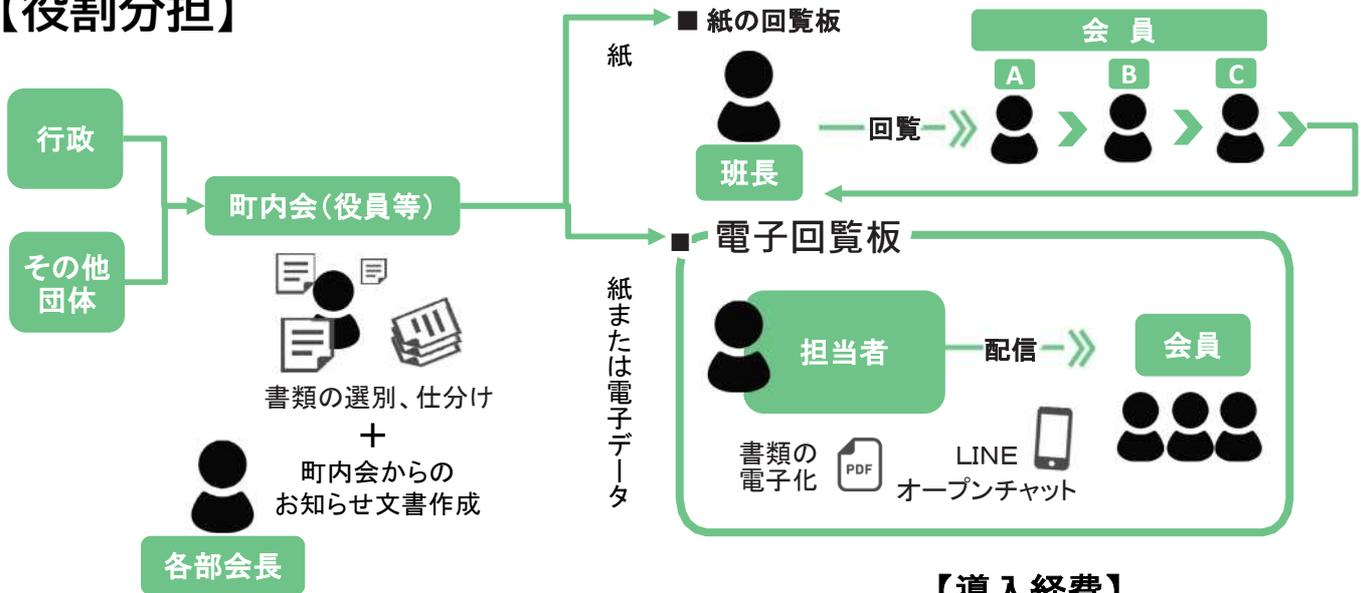 【役割分担】
行政
その他
団体
町内会(役員等)
書類の選別、仕分け
+
町内会からの
お知らせ文書作成
各部会長
紙
■ 紙の回覧板
班長
回覧
会 員
A
B
C
紙または電子データ
■ 電子回覧板
担当者
配信
会員
書類の
電子化
PDF
LINE
オープンチャット
【導入経費】